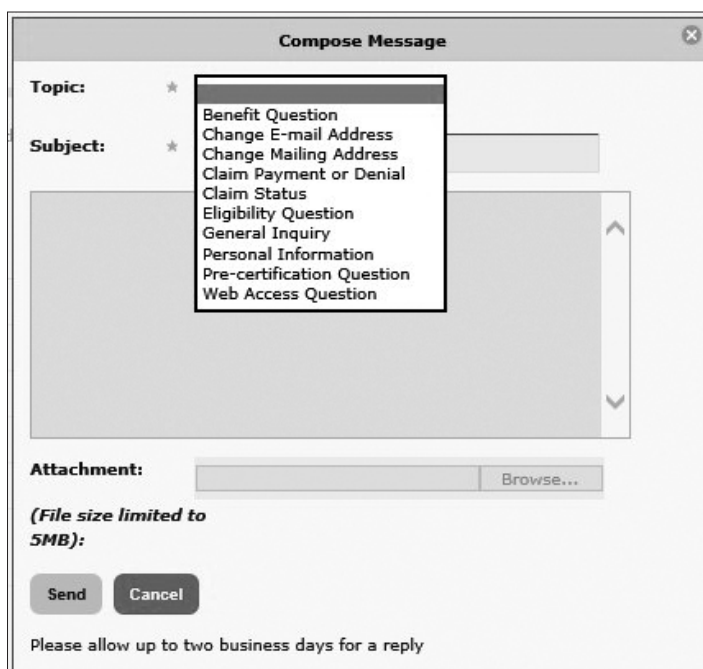 Compose Message
Topic:
Benefit Question
Change E-mail Address
Change Mailing Address
Claim Payment or Denial
Claim Status
Eligibility Question
General Inquiry
Personal Information
Pre-certification Question
Web Access Question
Subject:
Attachment:
Browse...
(File size limited to
5MB):
Send
Cancel
Please allow up to two business days for a reply